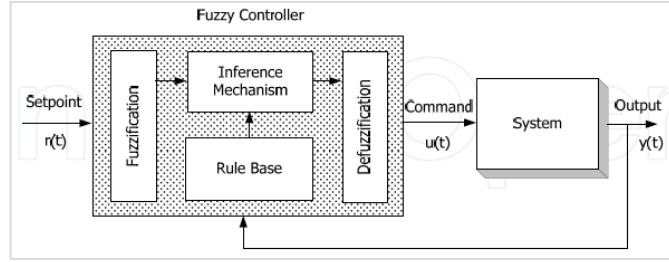 Fuzzy Controller
Setpoint
r(t)
Fuzzification
Inference
Mechanism
Rule Base
Defuzzification
Command
u(t)
System
Output
y(t)